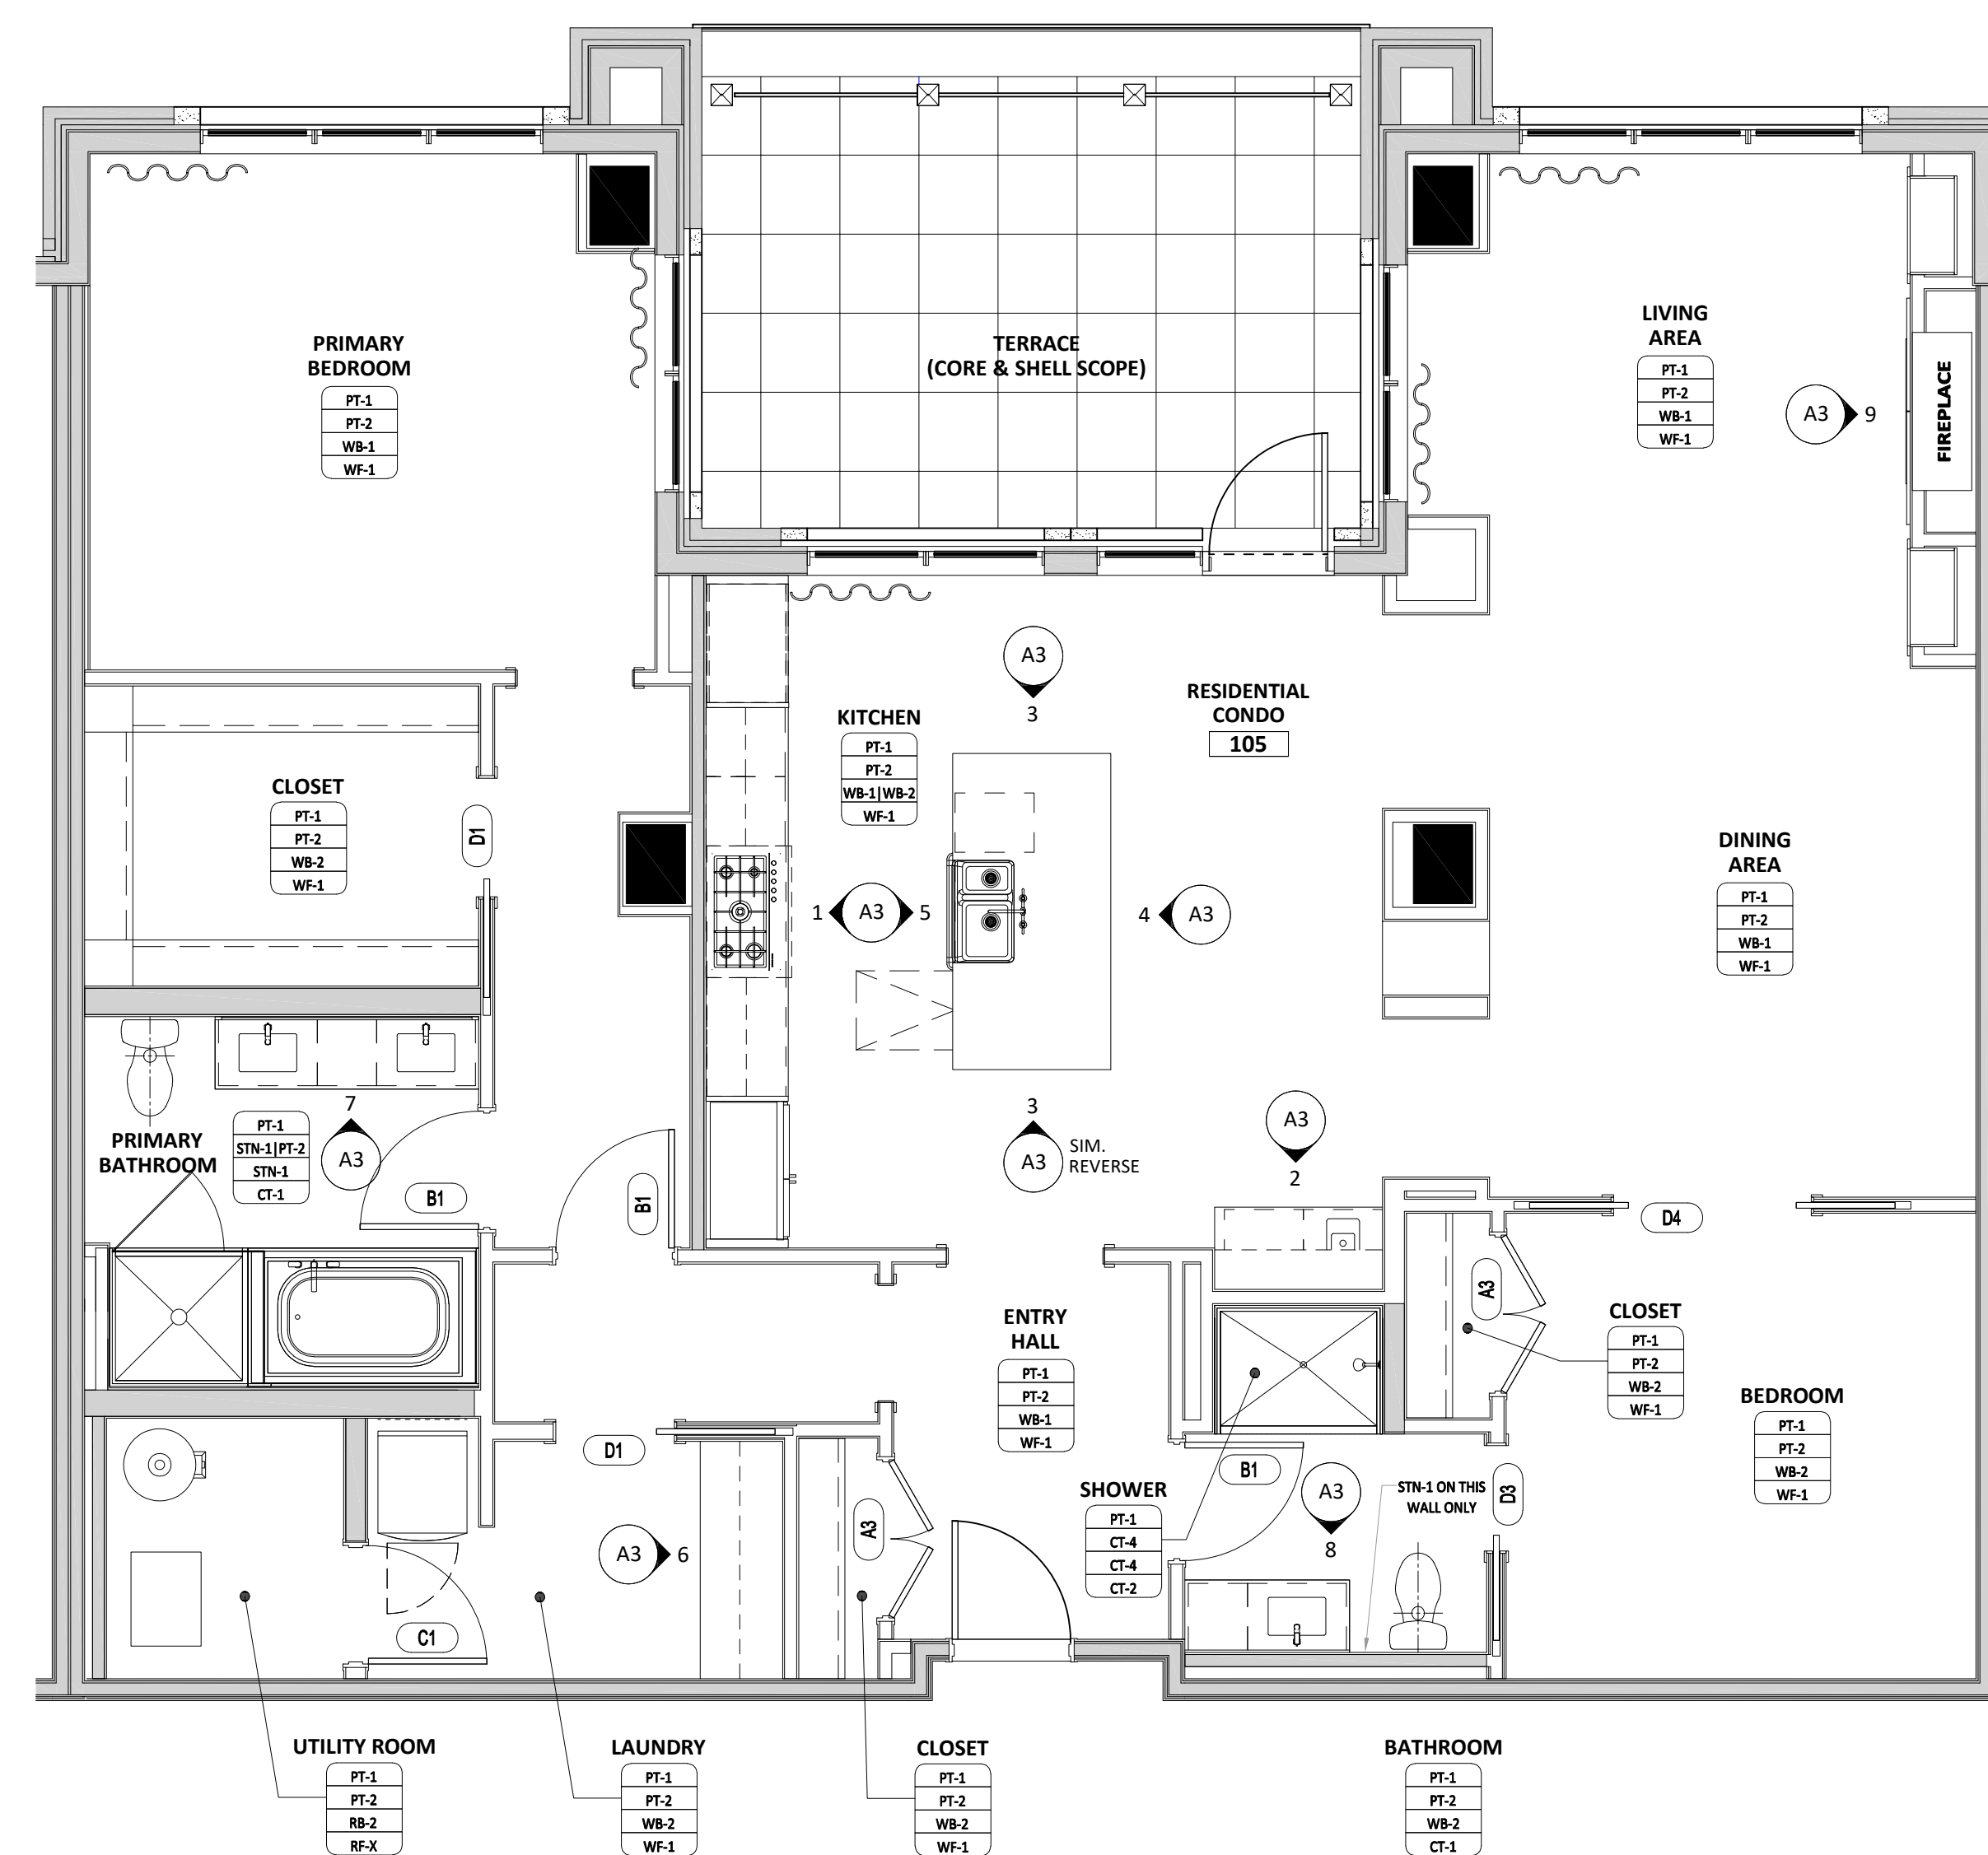 PRIMARY
BEDROOM
PT-1
PT-2
WB-1
WF-1
TERRACE
(CORE & SHELL SCOPE)
LIVING
AREA
PT-1
PT-2
WB-1
WF-1
A3
9
FIREPLACE
A3
3
RESIDENTIAL
CONDO
105
KITCHEN
PT-1
PT-2
WB-1|WB-2
WF-1
CLOSET
PT-1
PT-2
WB-2
WF-1
D1
1
A3
5
4
A3
DINING
AREA
PT-1
PT-2
WB-1
WF-1
PRIMARY
BATHROOM
PT-1
STN-1|PT-2
STN-1
CT-1
7
A3
B1
B1
3
A3
SIM.
REVERSE
A3
2
D4
A3
CLOSET
PT-1
PT-2
WB-2
WF-1
ENTRY
HALL
PT-1
PT-2
WB-1
WF-1
BEDROOM
PT-1
PT-2
WB-2
WF-1
D1
A3
A3
6
C1
SHOWER
PT-1
CT-4
CT-4
CT-2
B1
A3
8
STN-1 ON THIS
WALL ONLY
D3
UTILITY ROOM
PT-1
PT-2
RB-2
RF-X
LAUNDRY
PT-1
PT-2
WB-2
WF-1
CLOSET
PT-1
PT-2
WB-2
WF-1
BATHROOM
PT-1
PT-2
WB-2
CT-1